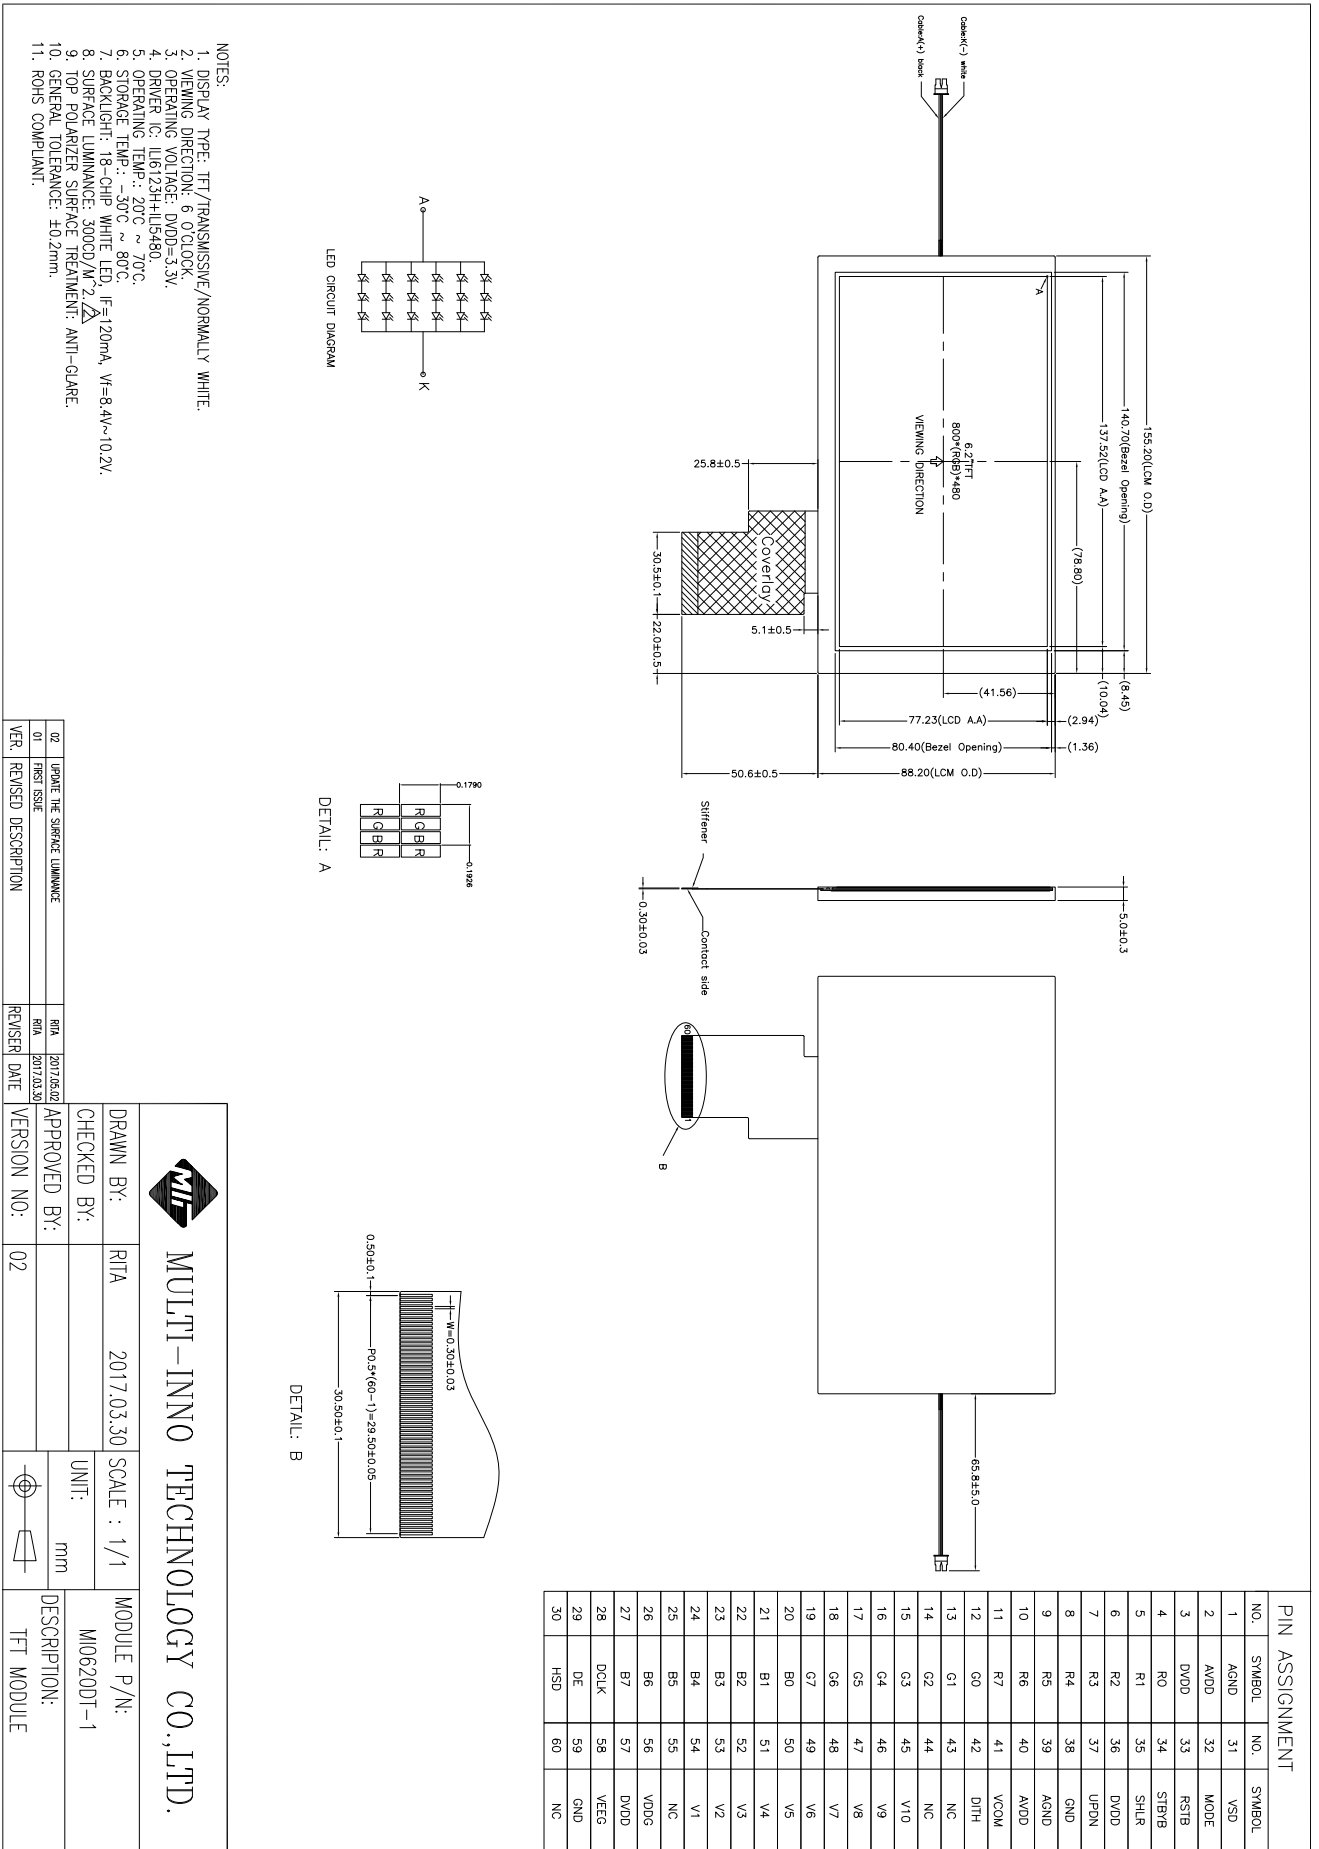 Cable:K(-) white
Cable:A(+) black
155.20(LCM O.D)
140.70(Bezel Opening)
137.52(LCD A.A)
(78.80)
(8.45)
(10.04)
A
6.2"TFT
800*(RGB)*480
VIEWING DIRECTION
(41.56)
77.23(LCD A.A)
(2.94)
80.40(Bezel Opening)
(1.36)
88.20(LCM O.D)
50.6±0.5
25.8±0.5
Coverlay
5.1±0.5
30.5±0.1
22.0±0.5
5.0±0.3
Stiffener
Contact side
0.30±0.03
60
1
B
65.8±5.0
PIN ASSIGNMENT
NO. SYMBOL NO. SYMBOL
1 AGND 31 VSD
2 AVDD 32 MODE
3 DVDD 33 RSTB
4 R0 34 STBYB
5 R1 35 SHLR
6 R2 36 DVDD
7 R3 37 UPDN
8 R4 38 GND
9 R5 39 AGND
10 R6 40 AVDD
11 R7 41 VCOM
12 G0 42 DITH
13 G1 43 NC
14 G2 44 NC
15 G3 45 V10
16 G4 46 V9
17 G5 47 V8
18 G6 48 V7
19 G7 49 V6
20 B0 50 V5
21 B1 51 V4
22 B2 52 V3
23 B3 53 V2
24 B4 54 V1
25 B5 55 NC
26 B6 56 VDDG
27 B7 57 DVDD
28 DCLK 58 VEEG
29 DE 59 GND
30 HSD 60 NC
A
K
LED CIRCUIT DIAGRAM
0.1790
0.1926
R G B R
R G B R
DETAIL: A
W=0.30±0.03
0.50±0.1
P0.5*(60-1)=29.50±0.05
30.50±0.1
DETAIL: B
NOTES:
1. DISPLAY TYPE: TFT/TRANSMISSIVE/NORMALLY WHITE.
2. VIEWING DIRECTION: 6 O'CLOCK.
3. OPERATING VOLTAGE: DVDD=3.3V.
4. DRIVER IC: ILI6123H+ILI5480.
5. OPERATING TEMP.: 20°C ~ 70°C.
6. STORAGE TEMP.: -30°C ~ 80°C.
7. BACKLIGHT: 18-CHIP WHITE LED, IF=120mA, Vf=8.4V~10.2V.
8. SURFACE LUMINANCE: 300CD/M^2. 2
9. TOP POLARIZER SURFACE TREATMENT: ANTI-GLARE.
10. GENERAL TOLERANCE: ±0.2mm.
11. ROHS COMPLIANT.
02 UPDATE THE SURFACE LUMINANCE RITA 2017.05.02
01 FIRST ISSUE RITA 2017.03.30
VER. REVISED DESCRIPTION REVISER DATE
MULTI-INNO TECHNOLOGY CO.,LTD.
DRAWN BY: RITA 2017.03.30
CHECKED BY:
APPROVED BY:
VERSION NO: 02
SCALE : 1/1
UNIT: mm
MODULE P/N:
MI0620DT-1
DESCRIPTION:
TFT MODULE